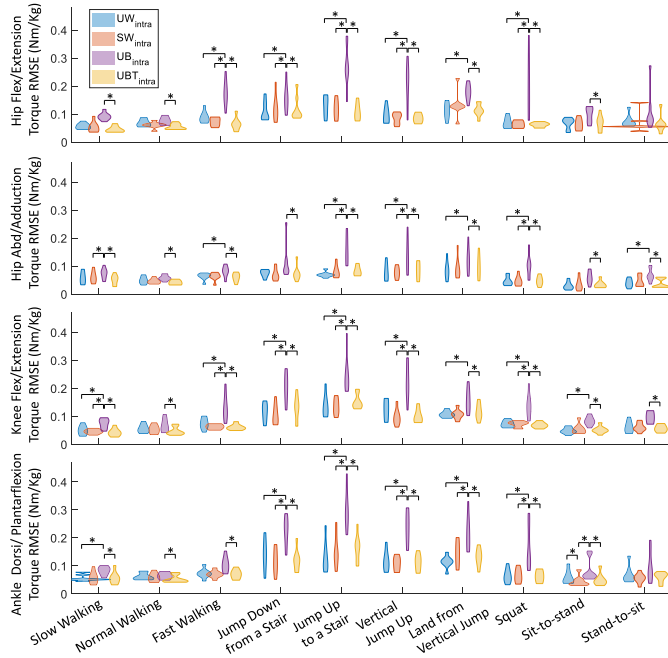 UWintra
SWintra
UBintra
UBTintra
Hip Flex/Extension
Torque RMSE (Nm/Kg)
0.4
0.3
0.2
0.1
0
* * * * * * * * * * * * * * * * * * * * * *
Hip Abd/Adduction
Torque RMSE (Nm/Kg)
0.4
0.3
0.2
0.1
0
Knee Flex/Extension
Torque RMSE (Nm/Kg)
0.4
0.3
0.2
0.1
0
Ankle Dorsi/ Plantarflexion
Torque RMSE (Nm/Kg)
0.4
0.3
0.2
0.1
0
Slow Walking
Normal Walking
Fast Walking
Jump Down
from a Stair
Jump Up
to a Stair
Vertical
Jump Up
Land from
Vertical Jump
Squat
Sit-to-stand
Stand-to-sit